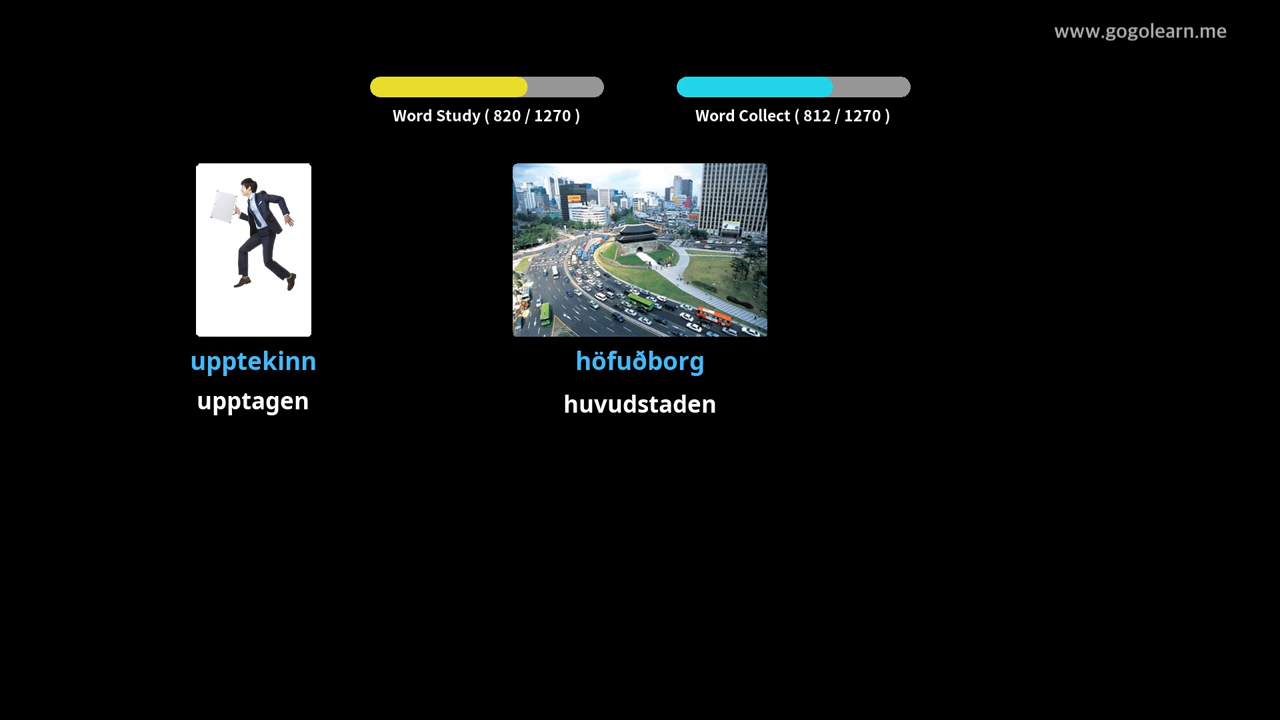 www.gogolearn.me
Word Study ( 820 / 1270 )
Word Collect ( 812 / 1270 )
upptekinn
upptagen
höfuðborg
huvudstaden